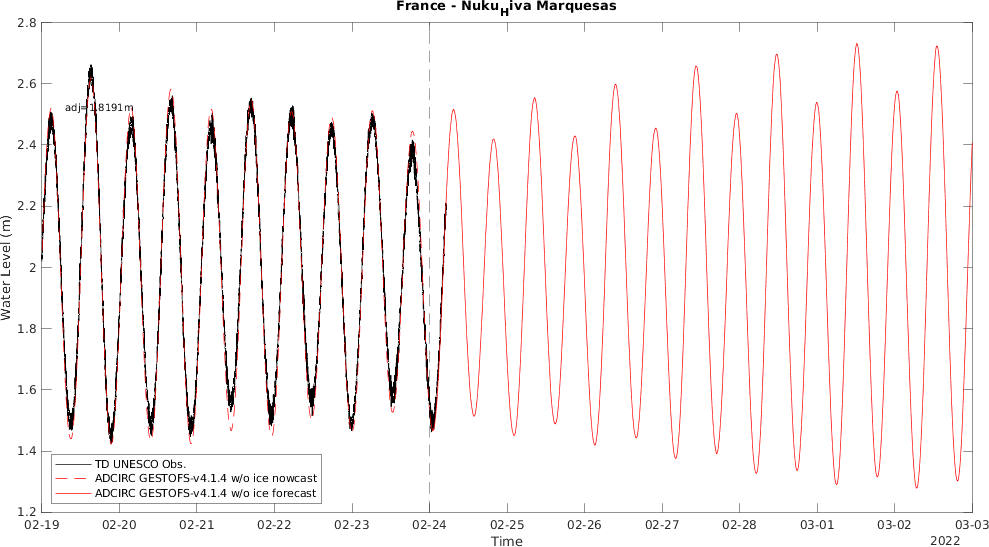 France - Nuku_Hiva Marquesas
2.8
2.6
2.4
2.2
2
1.8
1.6
1.4
1.2
Water Level (m)
adj=1.8191m
TD UNESCO Obs.
ADCIRC GESTOFS-v4.1.4 w/o ice nowcast
ADCIRC GESTOFS-v4.1.4 w/o ice forecast
02-19 02-20 02-21 02-22 02-23 02-24 02-25 02-26 02-27 02-28 03-01 03-02 03-03
Time
2022